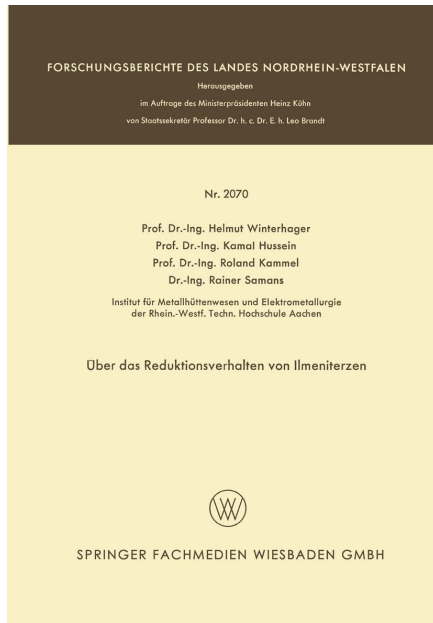 FORSCHUNGSBERICHTE DES LANDES NORDRHEIN-WESTFALEN
Herausgegeben
im Auftrage des Ministerpräsidenten Heinz Kühn
von Staatssekretär Professor Dr. h. c. Dr. E. h. Leo Brandt
Nr. 2070
Prof. Dr.-Ing. Helmut Winterhager
Prof. Dr.-Ing. Kamal Hussein
Prof. Dr.-Ing. Roland Kammel
Dr.-Ing. Rainer Samans
Institut für Metallhüttenwesen und Elektrometallurgie
der Rhein.-Westf. Techn. Hochschule Aachen
Über das Reduktionsverhalten von Ilmeniterzen
W
SPRINGER FACHMEDIEN WIESBADEN GMBH